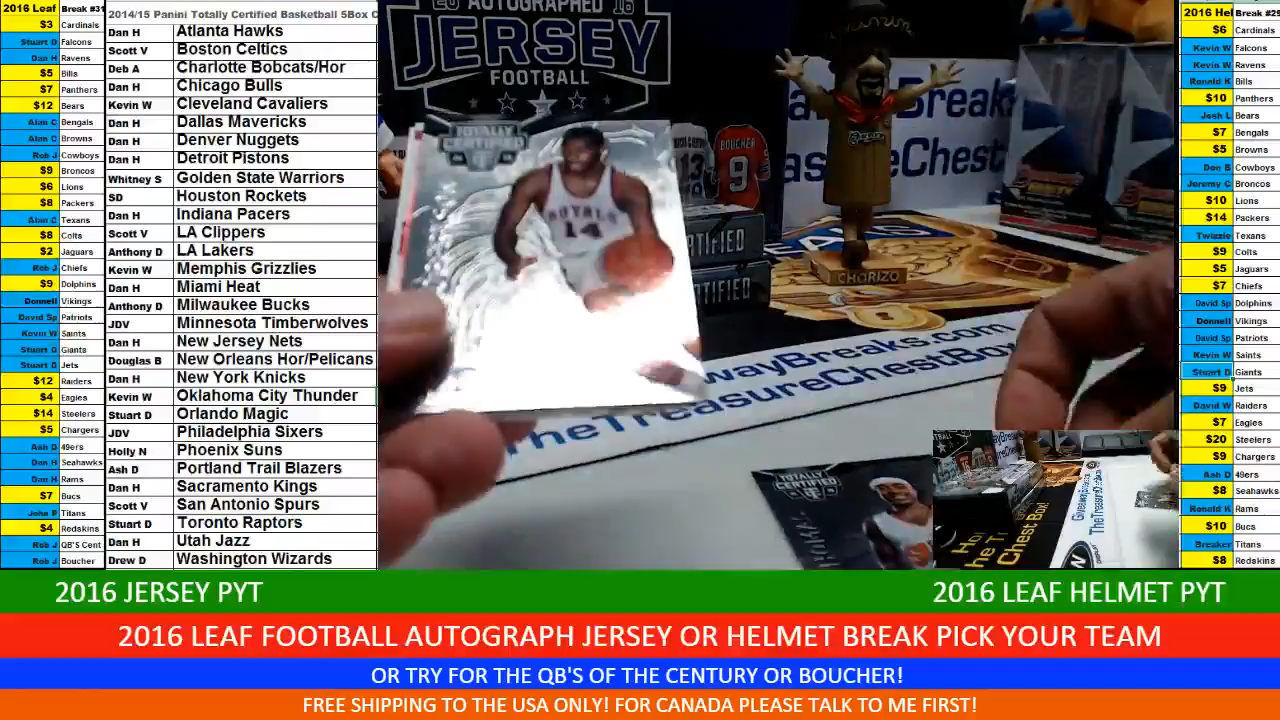 2016 Leaf Break #31
$3 Cardinals
Stuart D Falcons
Dan H Ravens
$5 Bills
$7 Panthers
$12 Bears
Alan C Bengals
Alan C Browns
Rob J Cowboys
$9 Broncos
$6 Lions
$8 Packers
Alan C Texans
$8 Colts
$2 Jaguars
Rob J Chiefs
$9 Dolphins
Donnell Vikings
David Sp Patriots
Kevin W Saints
Stuart D Giants
Stuart D Jets
$12 Raiders
$4 Eagles
$14 Steelers
$5 Chargers
Ash D 49ers
Dan H Seahawks
Dan H Rams
$7 Bucs
John P Titans
$4 Redskins
Rob J QB'S Cent
Rob J Boucher
2014/15 Panini Totally Certified Basketball 5Box C
Dan H Atlanta Hawks
Scott V Boston Celtics
Deb A Charlotte Bobcats/Hor
Dan H Chicago Bulls
Kevin W Cleveland Cavaliers
Dan H Dallas Mavericks
Dan H Denver Nuggets
Dan H Detroit Pistons
Whitney S Golden State Warriors
SD Houston Rockets
Dan H Indiana Pacers
Scott V LA Clippers
Anthony D LA Lakers
Kevin W Memphis Grizzlies
Dan H Miami Heat
Anthony D Milwaukee Bucks
JDV Minnesota Timberwolves
Dan H New Jersey Nets
Douglas B New Orleans Hor/Pelicans
Dan H New York Knicks
Kevin W Oklahoma City Thunder
Stuart D Orlando Magic
JDV Philadelphia Sixers
Holly N Phoenix Suns
Ash D Portland Trail Blazers
Dan H Sacramento Kings
Scott V San Antonio Spurs
Stuart D Toronto Raptors
Dan H Utah Jazz
Drew D Washington Wizards
AUTOGRAPHED
JERSEY
FOOTBALL
TOTALLY
CERTIFIED
ROYALS
14
13
BOUCHER
9
CHORIZO
wayBreaks.com
TheTreasureChestBox
TOTALLY
CERTIFIED
2016 Hel Break #29
$6 Cardinals
Kevin W Falcons
Kevin W Ravens
Ronald K Bills
$10 Panthers
Josh L Bears
$7 Bengals
$5 Browns
Don B Cowboys
Jeremy C Broncos
$10 Lions
$14 Packers
Twizzie Texans
$9 Colts
$5 Jaguars
$7 Chiefs
David Sp Dolphins
Donnell Vikings
David Sp Patriots
Kevin W Saints
Stuart D Giants
$9 Jets
David W Raiders
$7 Eagles
$20 Steelers
$9 Chargers
Ash D 49ers
$8 Seahawks
Ronald K Rams
$10 Bucs
Breaker Titans
$8 Redskins
2016 JERSEY PYT
2016 LEAF HELMET PYT
2016 LEAF FOOTBALL AUTOGRAPH JERSEY OR HELMET BREAK PICK YOUR TEAM
OR TRY FOR THE QB'S OF THE CENTURY OR BOUCHER!
FREE SHIPPING TO THE USA ONLY! FOR CANADA PLEASE TALK TO ME FIRST!